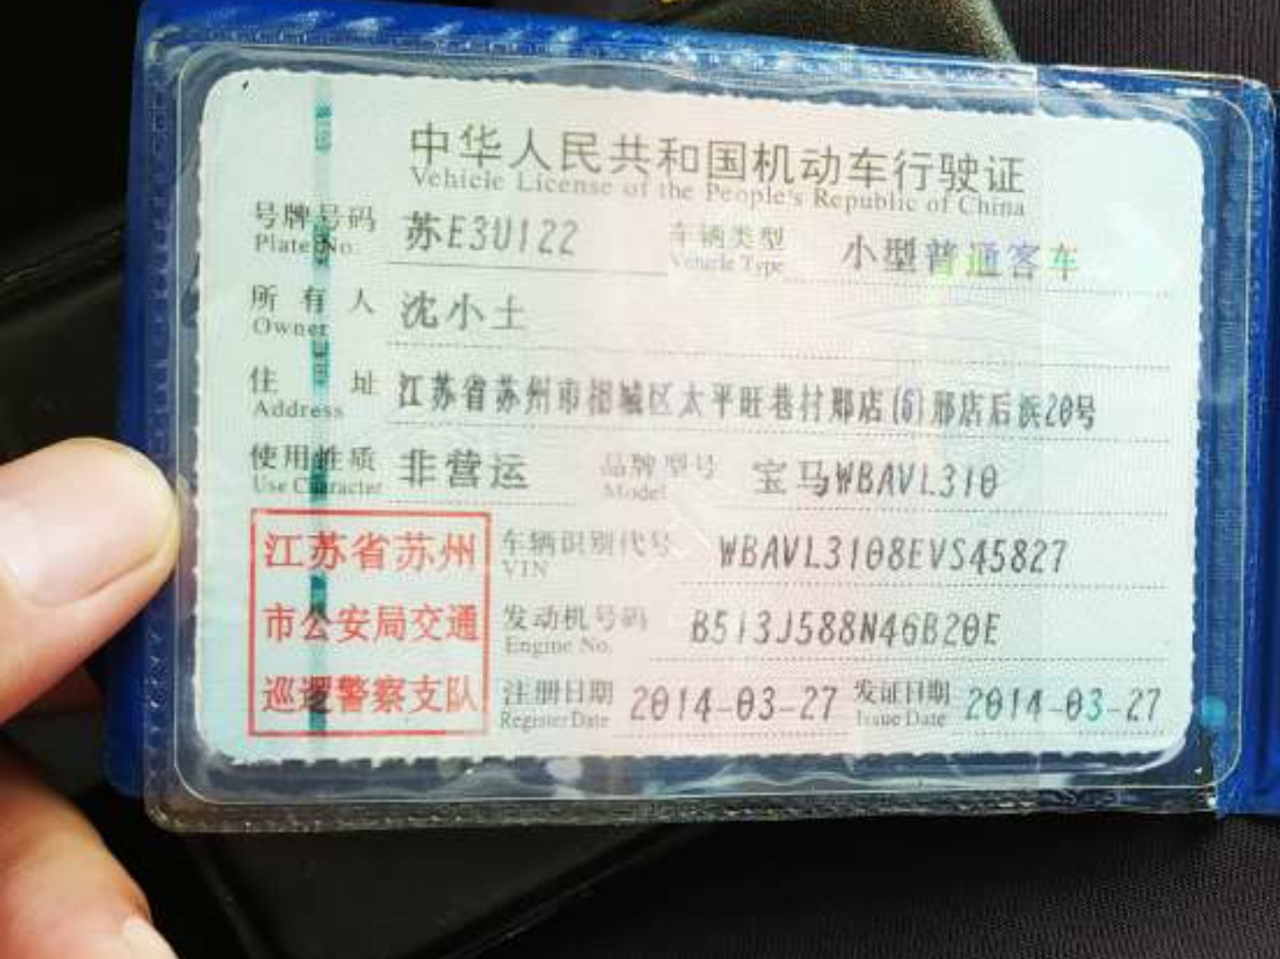 中华人民共和国机动车行驶证
Vehicle License of the People's Republic of China
号牌号码 苏E3U122 车辆类型 小型普通客车
Plate No. Vehicle Type
所有人 沈小土
Owner
住址 江苏省苏州市相城区太平旺巷村邢店(6)邢店后浜20号
Address
使用性质 非营运 品牌型号 宝马WBAVL310
Use Character Model
江苏省苏州
市公安局交通
巡逻警察支队
车辆识别代号 WBAVL3108EVS45827
VIN
发动机号码 B513J588N46B20E
Engine No.
注册日期 2014-03-27 发证日期 2014-03-27
Register Date Issue Date